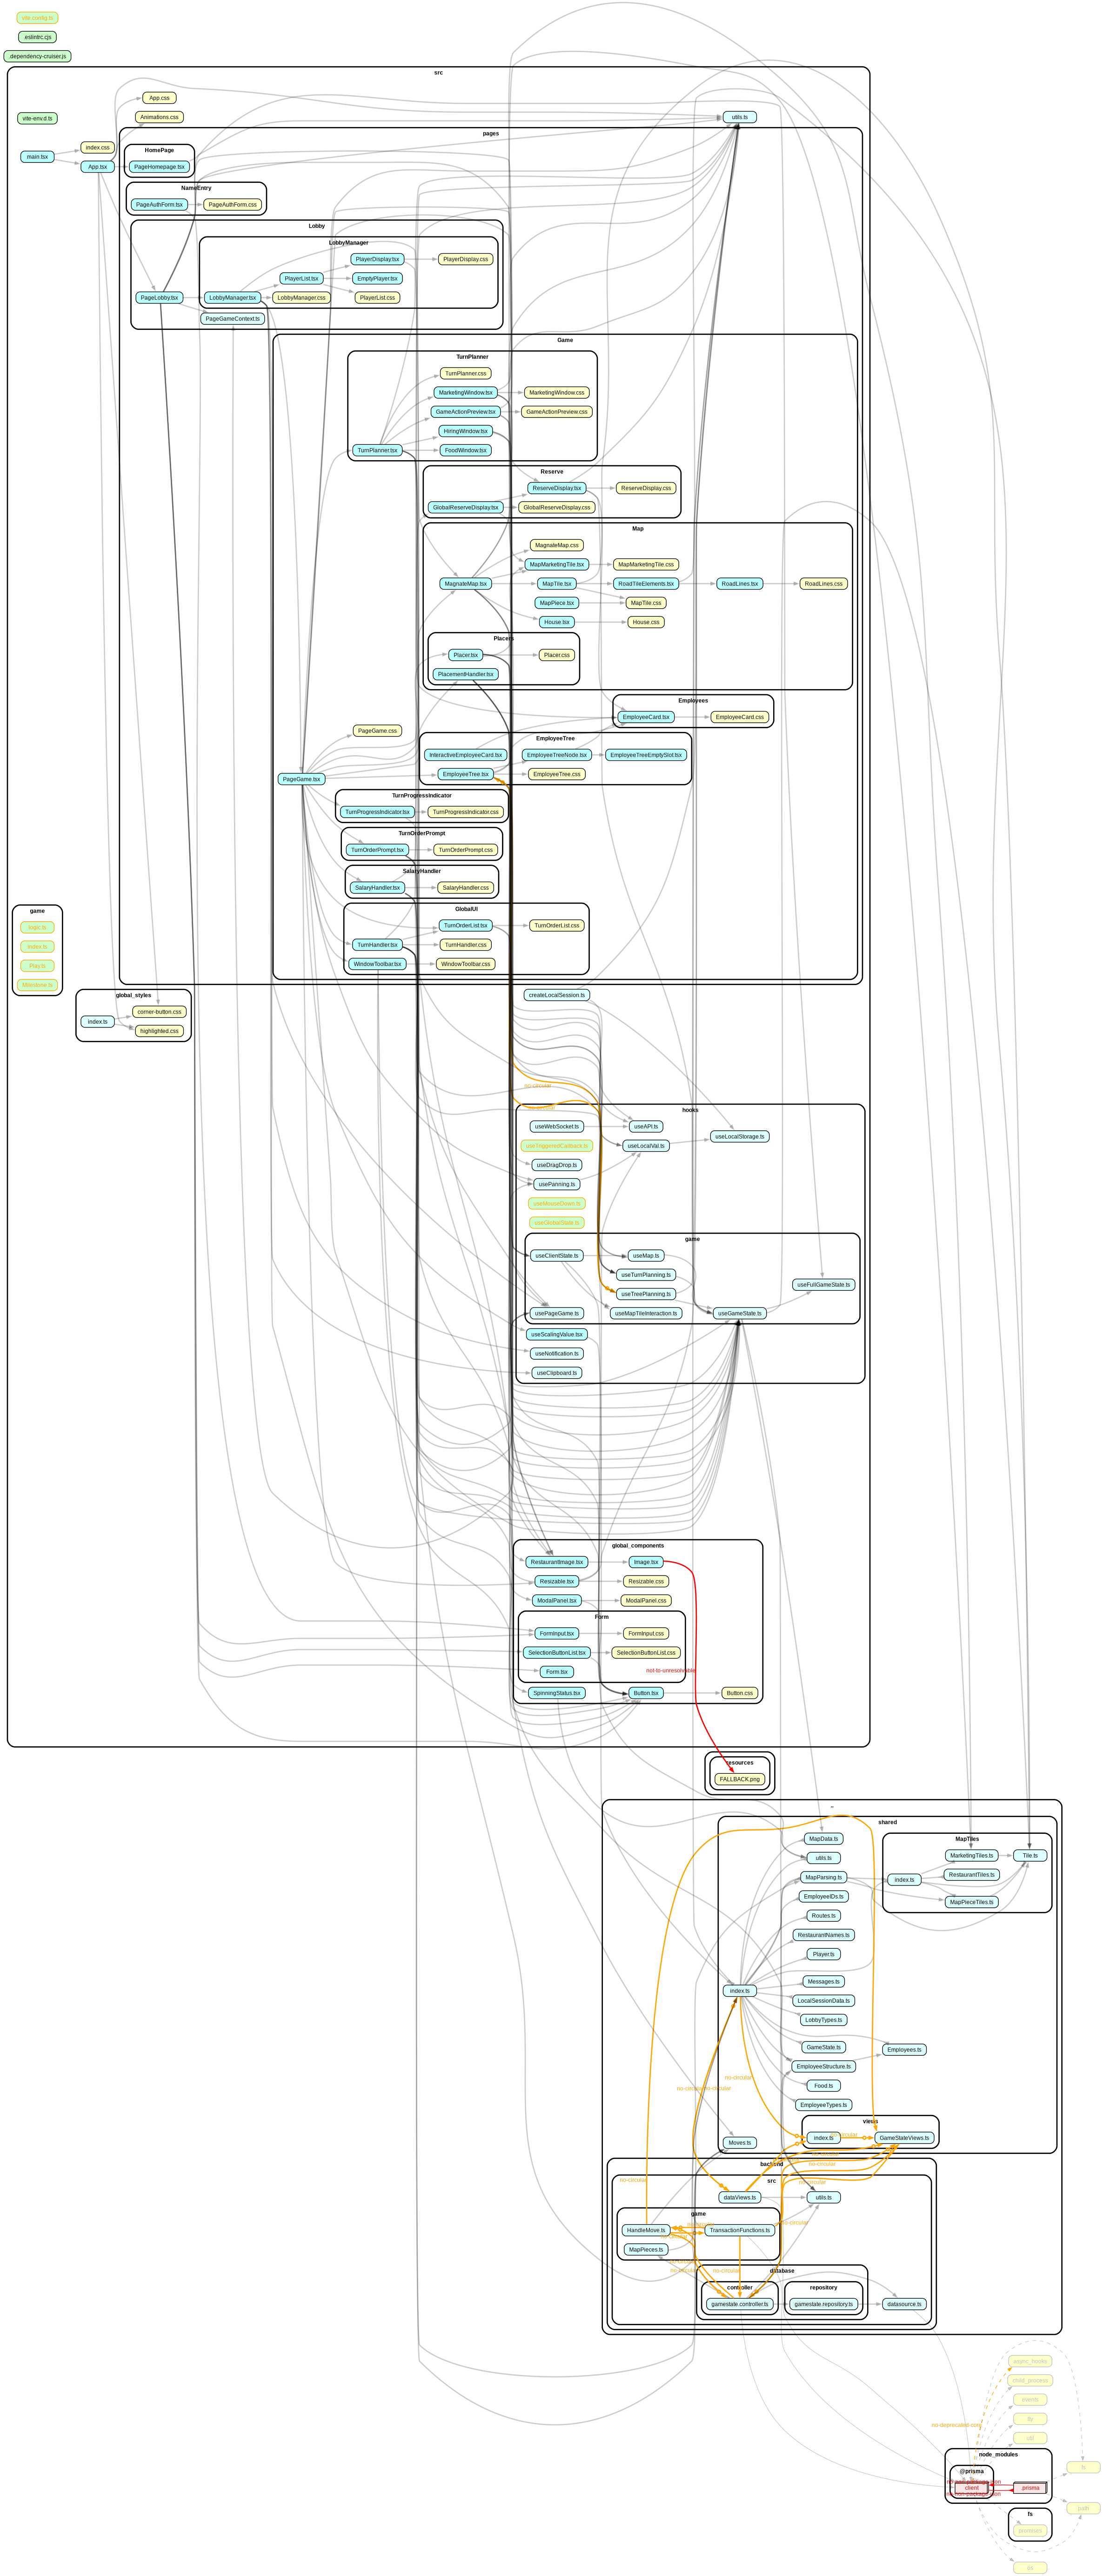 vite.config.ts
.eslintrc.cjs
.dependency-cruiser.js
src
App.css
vite-env.d.ts
Animations.css
utils.ts
pages
index.css
main.tsx
App.tsx
HomePage
PageHomepage.tsx
NameEntry
PageAuthForm.tsx
PageAuthForm.css
Lobby
LobbyManager
PlayerDisplay.tsx
PlayerDisplay.css
PlayerList.tsx
EmptyPlayer.tsx
PageLobby.tsx
LobbyManager.tsx
LobbyManager.css
PlayerList.css
PageGameContext.ts
Game
TurnPlanner
TurnPlanner.css
MarketingWindow.tsx
MarketingWindow.css
GameActionPreview.tsx
GameActionPreview.css
HiringWindow.tsx
TurnPlanner.tsx
FoodWindow.tsx
Reserve
ReserveDisplay.tsx
ReserveDisplay.css
GlobalReserveDisplay.tsx
GlobalReserveDisplay.css
Map
MagnateMap.css
MapMarketingTile.tsx
MapMarketingTile.css
MagnateMap.tsx
MapTile.tsx
RoadTileElements.tsx
RoadLines.tsx
RoadLines.css
MapPiece.tsx
MapTile.css
House.tsx
House.css
Placers
Placer.tsx
Placer.css
PlacementHandler.tsx
Employees
EmployeeCard.tsx
EmployeeCard.css
PageGame.css
EmployeeTree
InteractiveEmployeeCard.tsx
EmployeeTreeNode.tsx
EmployeeTreeEmptySlot.tsx
PageGame.tsx
EmployeeTree.tsx
EmployeeTree.css
TurnProgressIndicator
TurnProgressIndicator.tsx
TurnProgressIndicator.css
TurnOrderPrompt
TurnOrderPrompt.tsx
TurnOrderPrompt.css
SalaryHandler
SalaryHandler.tsx
SalaryHandler.css
GlobalUI
TurnOrderList.tsx
TurnOrderList.css
TurnHandler.tsx
TurnHandler.css
WindowToolbar.tsx
WindowToolbar.css
game
index.ts
Play.ts
global_styles
index.ts
corner-button.css
highlighted.css
createLocalSession.ts
no-circular
hooks
useWebSocket.ts
useAPI.ts
useTriggeredCallback.ts
useLocalVal.ts
useLocalStorage.ts
useDragDrop.ts
usePanning.ts
useMouseDown.ts
useGlobalState.ts
game
useClientState.ts
useMap.ts
useTurnPlanning.ts
useTreePlanning.ts
useFullGameState.ts
usePageGame.ts
useMapTileInteraction.ts
useGameState.ts
useScalingValue.tsx
useNotification.ts
useClipboard.ts
global_components
RestaurantImage.tsx
Image.tsx
Resizable.tsx
Resizable.css
ModalPanel.tsx
ModalPanel.css
Form
FormInput.tsx
FormInput.css
SelectionButtonList.tsx
SelectionButtonList.css
Form.tsx
not-to-unresolvable
SpinningStatus.tsx
Button.tsx
Button.css
resources
FALLBACK.png
..
shared
MapData.ts
MapTiles
utils.ts
MarketingTiles.ts
Tile.ts
MapParsing.ts
index.ts
RestaurantTiles.ts
EmployeeIDs.ts
MapPieceTiles.ts
Routes.ts
RestaurantNames.ts
Player.ts
Messages.ts
index.ts
LocalSessionData.ts
LobbyTypes.ts
GameState.ts
Employees.ts
EmployeeStructure.ts
Food.ts
no-circular
EmployeeTypes.ts
views
index.ts
GameStateViews.ts
Moves.ts
backend
src
no-circular
dataViews.ts
utils.ts
game
HandleMove.ts
TransactionFunctions.ts
no-circular
MapPieces.ts
database
no-circular
controller
repository
gamestate.controller.ts
gamestate.repository.ts
datasource.ts
async_hooks
child_process
events
tty
util
no-deprecated-core
node_modules
@prisma
fs
no-non-package-json
client
.prisma
no-non-package-json
path
fs
promises
os